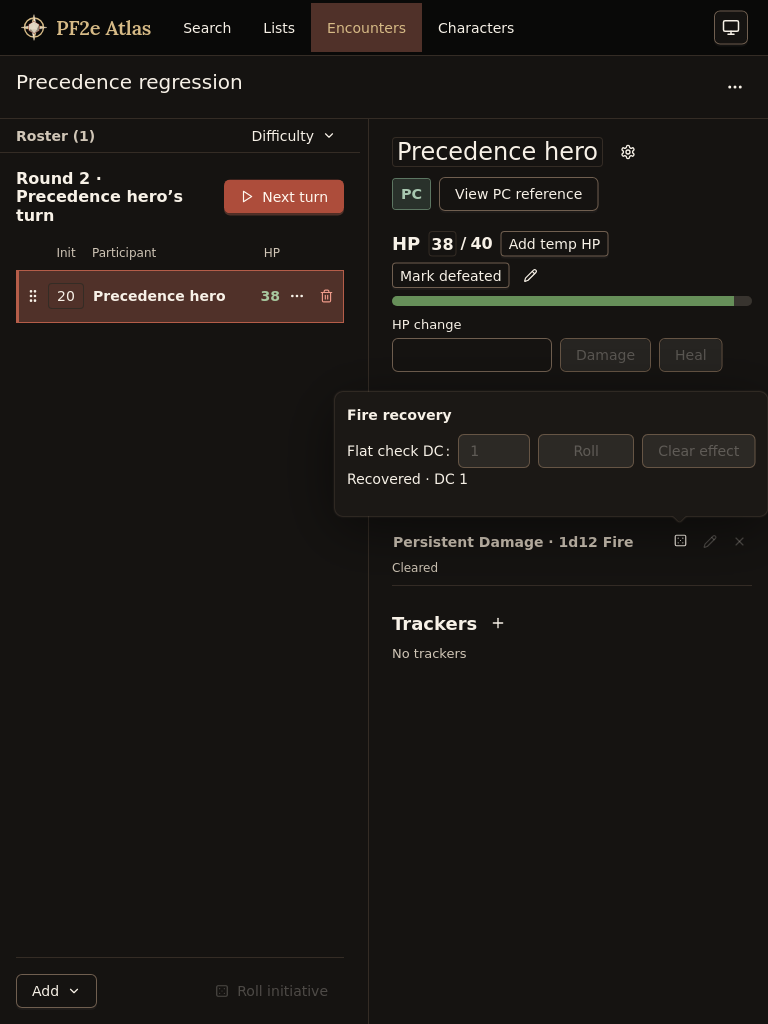 PF2e Atlas
Search
Lists
Encounters
Characters
Precedence regression
Roster (1)
Difficulty
Round 2 ·
Precedence hero’s
turn
Next turn
Init
Participant
HP
20
Precedence hero
38
Add
Roll initiative
Precedence hero
PC
View PC reference
HP 38 / 40
Add temp HP
Mark defeated
HP change
Damage
Heal
Fire recovery
Flat check DC: 1
Roll
Clear effect
Recovered · DC 1
Persistent Damage · 1d12 Fire
Cleared
Trackers
No trackers